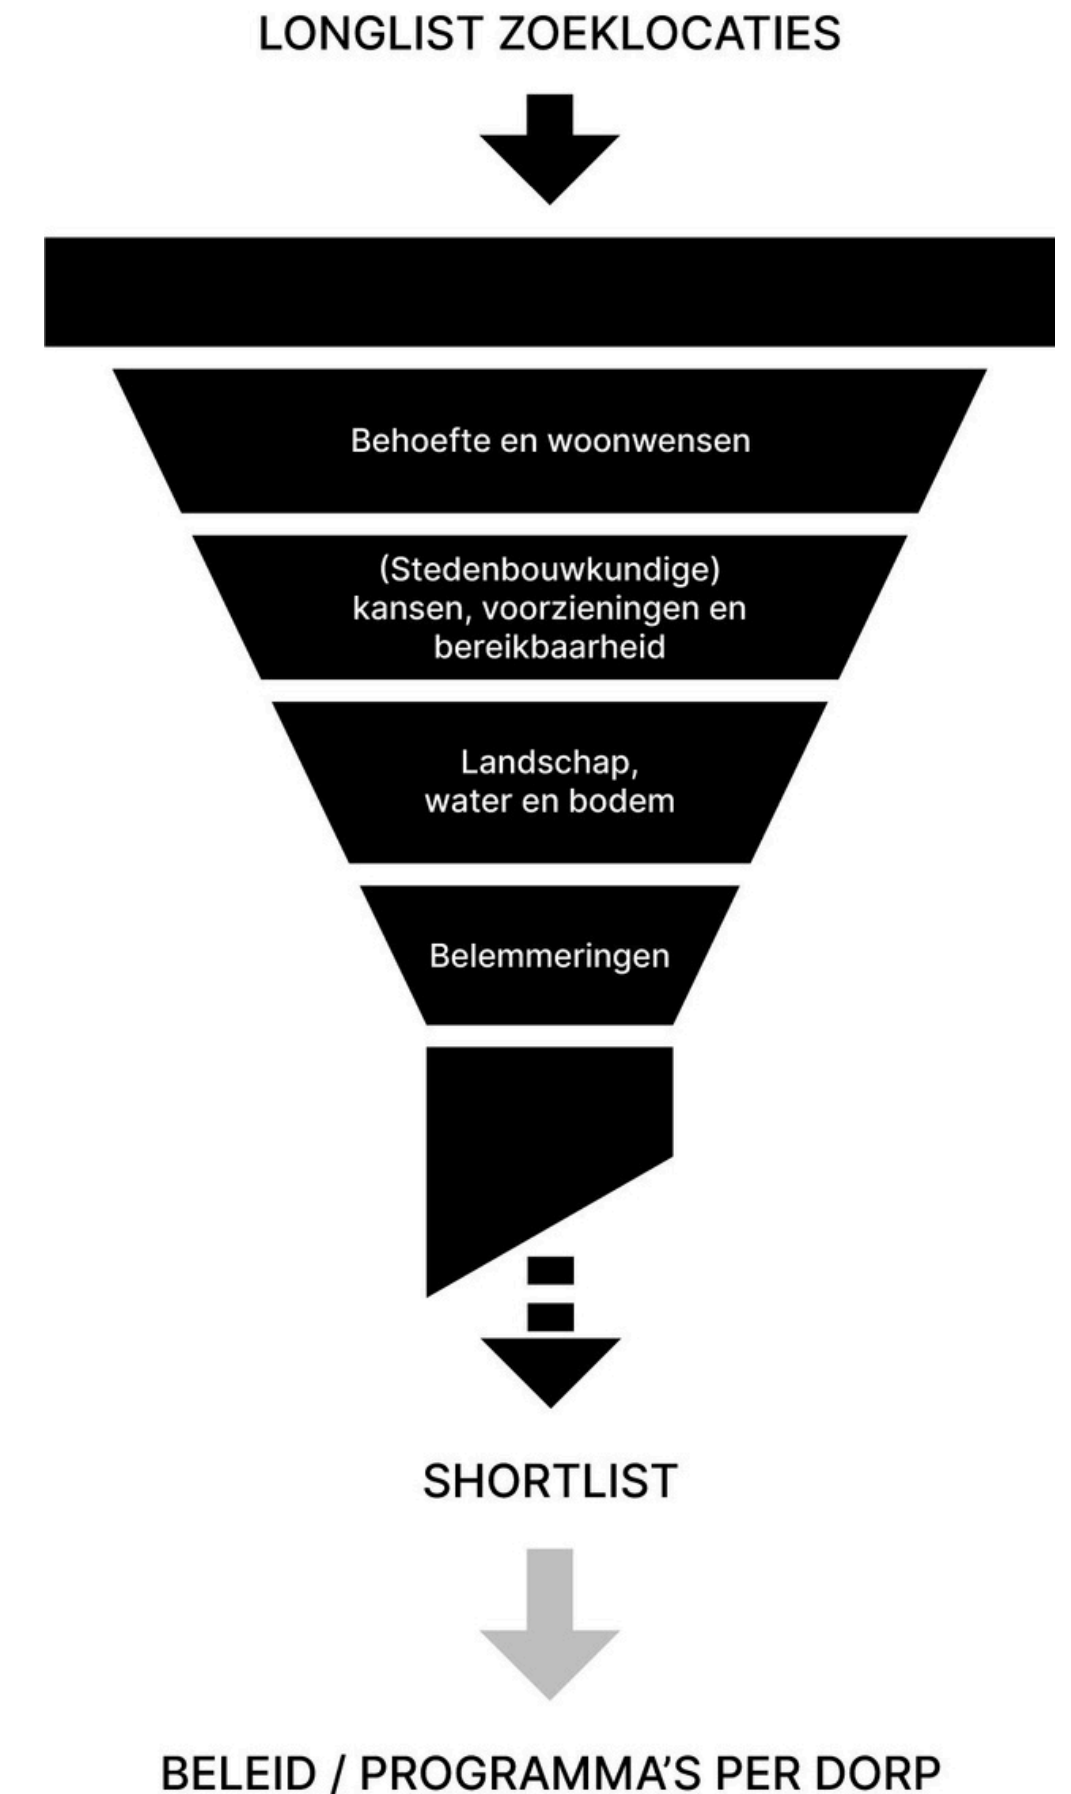 LONGLIST ZOEKLOCATIES
Behoefte en woonwensen
(Stedenbouwkundige)
kansen, voorzieningen en
bereikbaarheid
Landschap,
water en bodem
Belemmeringen
SHORTLIST
BELEID / PROGRAMMA'S PER DORP